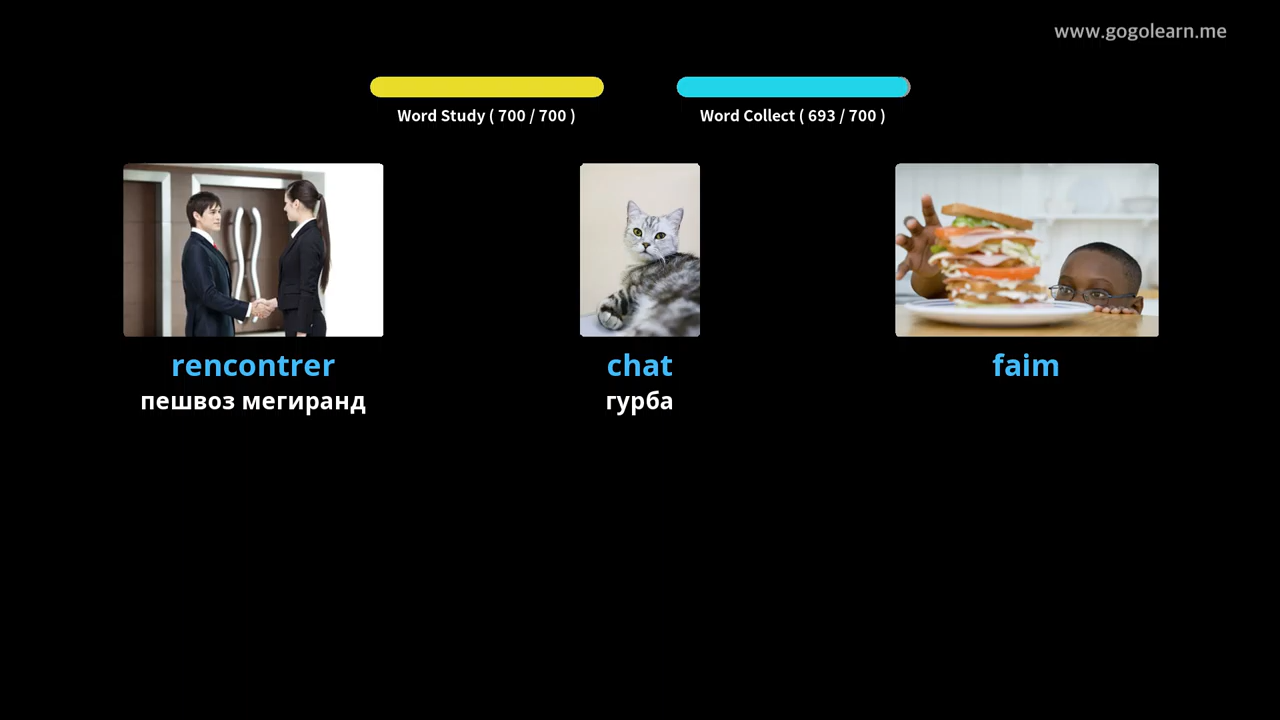 www.gogolearn.me
Word Study ( 700 / 700 )
Word Collect ( 693 / 700 )
rencontrer
пешвоз мегиранд
chat
гурба
faim